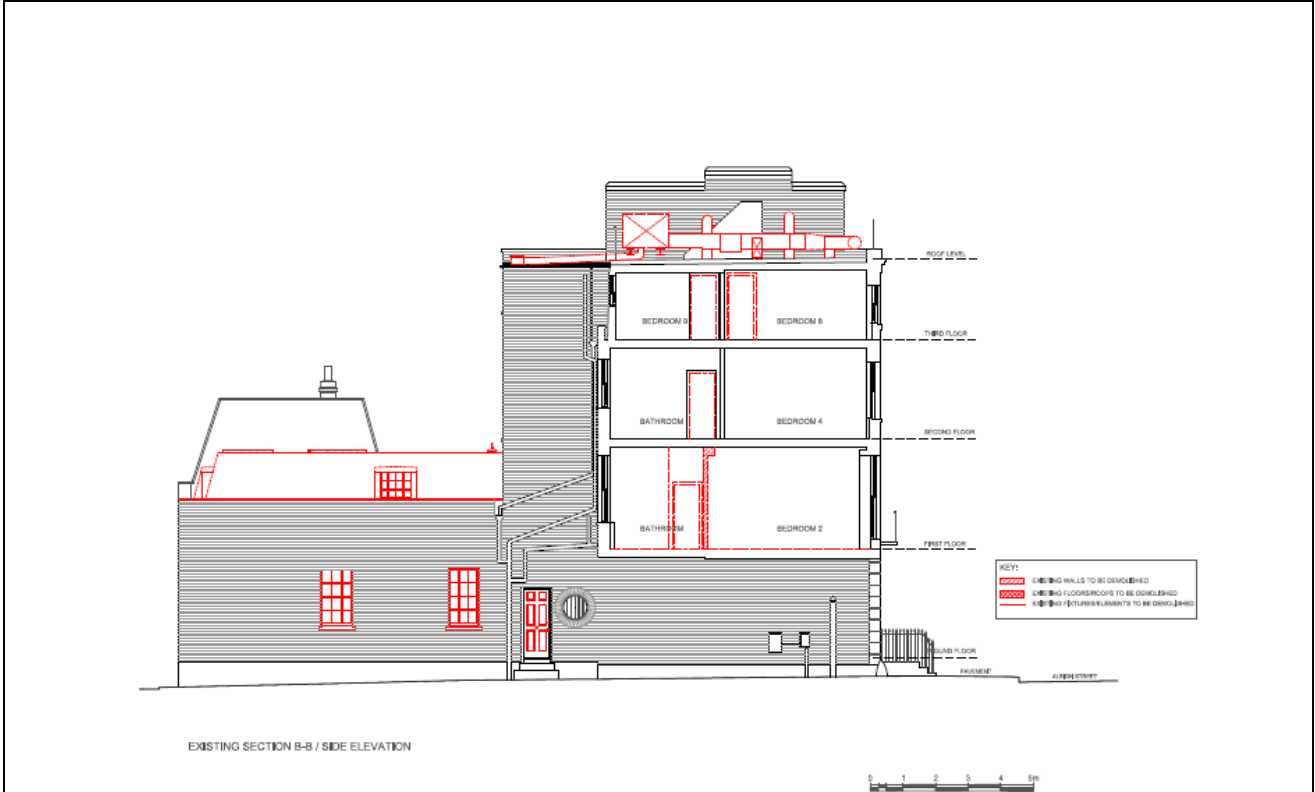 ROOF LEVEL
BEDROOM 9
BEDROOM 8
THIRD FLOOR
BATHROOM
BEDROOM 4
SECOND FLOOR
BATHROOM
BEDROOM 2
FIRST FLOOR
KEY:
EXISTING WALLS TO BE DEMOLISHED
EXISTING FLOORS/ROOFS TO BE DEMOLISHED
EXISTING FIXTURES/ELEMENTS TO BE DEMOLISHED
GROUND FLOOR
PAVEMENT
ALBION STREET
EXISTING SECTION B-B / SIDE ELEVATION
0 1 2 3 4 5m